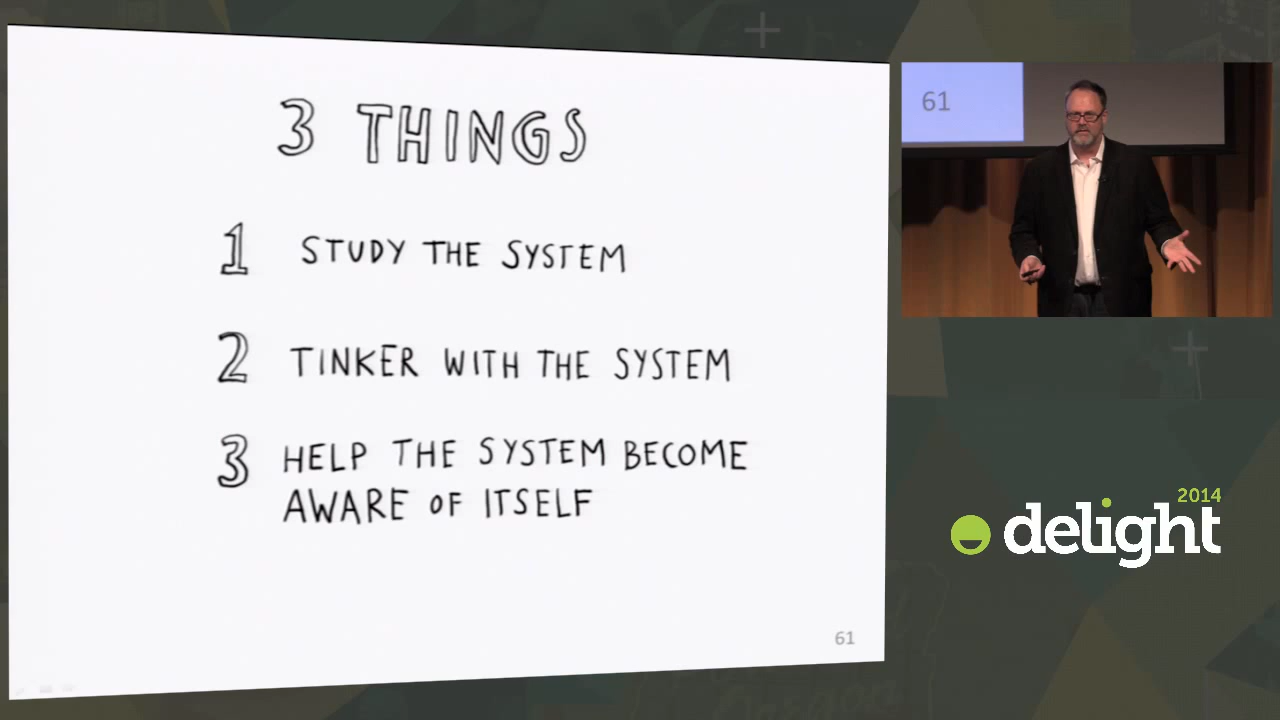 3 THINGS
1 STUDY THE SYSTEM
2 TINKER WITH THE SYSTEM
3 HELP THE SYSTEM BECOME
AWARE OF ITSELF
61
61
2014
delight